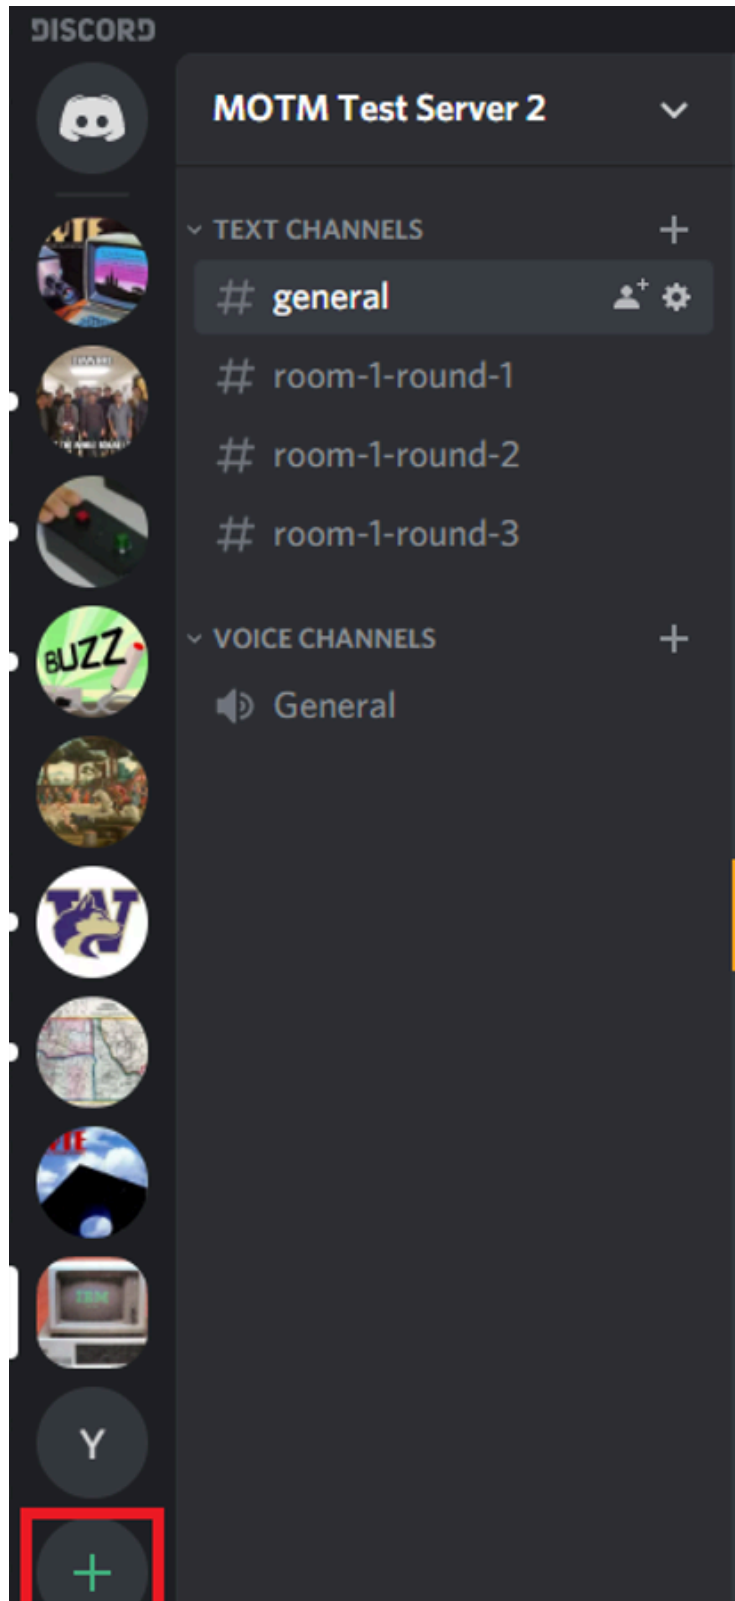 DISCORD
MOTM Test Server 2
TEXT CHANNELS
# general
# room-1-round-1
# room-1-round-2
# room-1-round-3
BUZZ
VOICE CHANNELS
General
W
IBM
Y